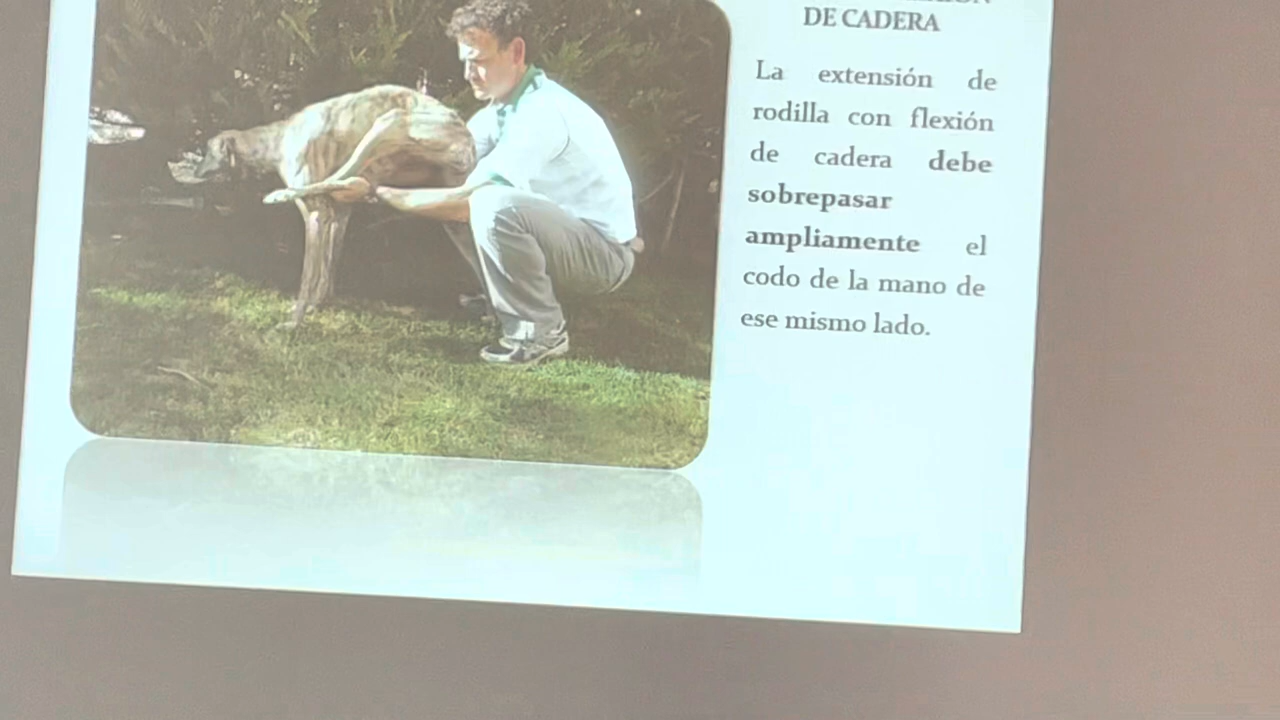 DE CADERA
La extensión de
rodilla con flexión
de cadera debe
sobrepasar
ampliamente el
codo de la mano de
ese mismo lado.